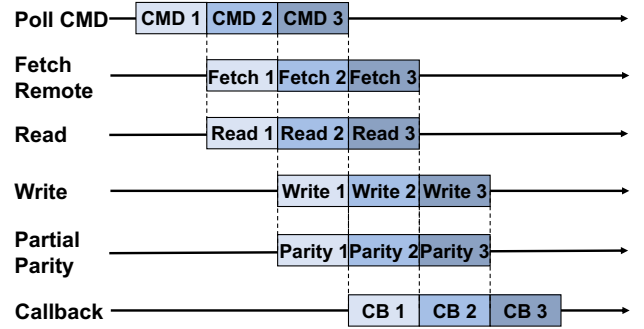 Poll CMD CMD 1 CMD 2 CMD 3
Fetch
Remote Fetch 1 Fetch 2 Fetch 3
Read Read 1 Read 2 Read 3
Write Write 1 Write 2 Write 3
Partial
Parity Parity 1 Parity 2 Parity 3
Callback CB 1 CB 2 CB 3